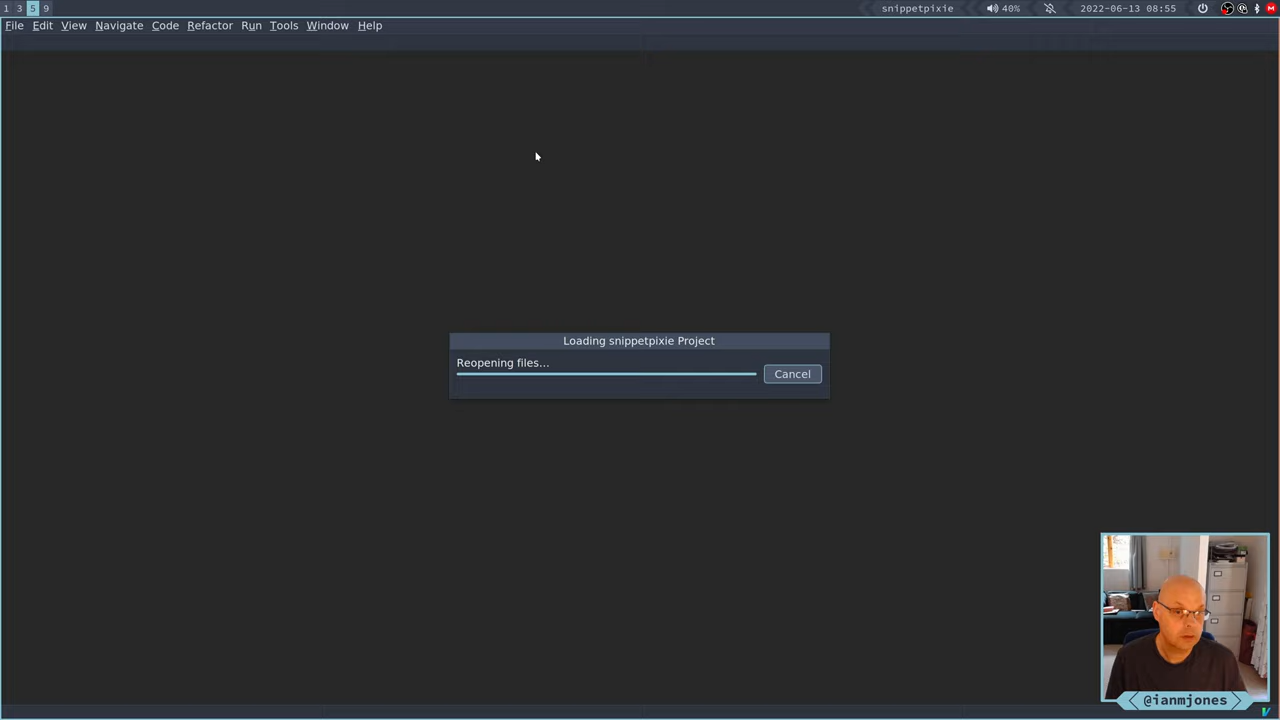 1 3 5 9 snippetpixie 40% 2022-06-13 08:55
File Edit View Navigate Code Refactor Run Tools Window Help
Loading snippetpixie Project
Reopening files...
Cancel
@ianmjones